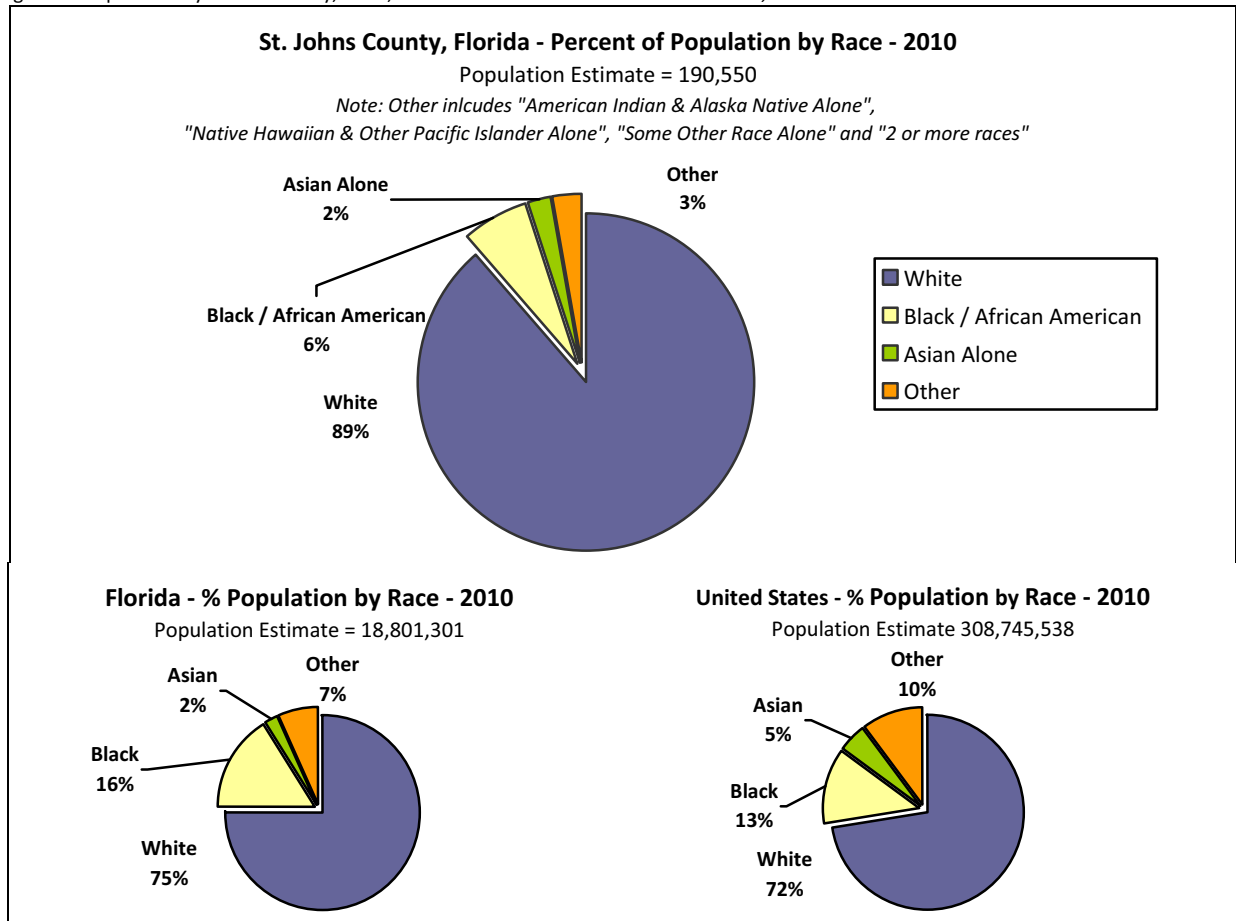 St. Johns County, Florida - Percent of Population by Race - 2010
Population Estimate = 190,550
Note: Other inlcudes "American Indian & Alaska Native Alone",
"Native Hawaiian & Other Pacific Islander Alone", "Some Other Race Alone" and "2 or more races"
Asian Alone
2%
Other
3%
Black / African American
6%
White
89%
White
Black / African American
Asian Alone
Other
Florida - % Population by Race - 2010
Population Estimate = 18,801,301
Asian
2%
Other
7%
Black
16%
White
75%
United States - % Population by Race - 2010
Population Estimate 308,745,538
Other
10%
Asian
5%
Black
13%
White
72%